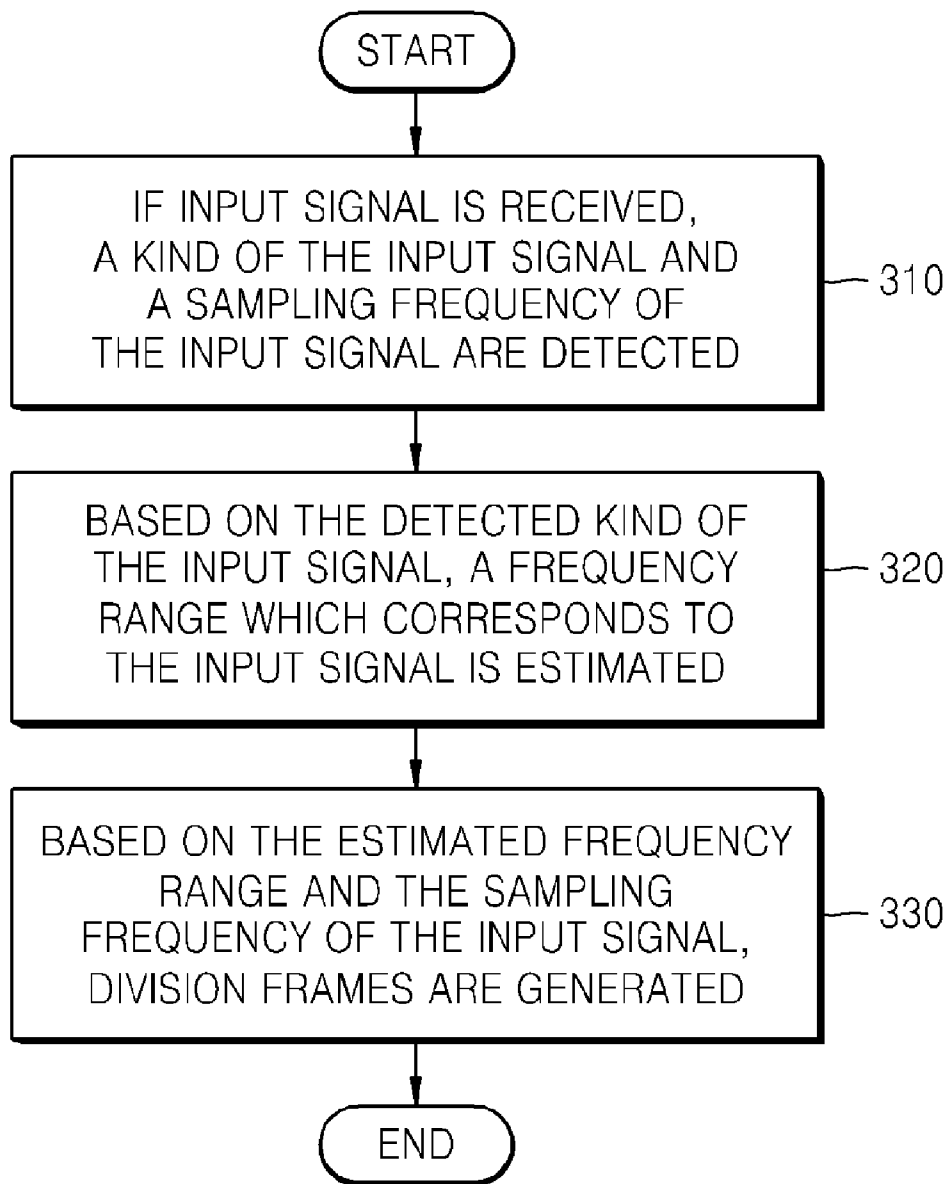 START
IF INPUT SIGNAL IS RECEIVED,
A KIND OF THE INPUT SIGNAL AND
A SAMPLING FREQUENCY OF
THE INPUT SIGNAL ARE DETECTED
310
BASED ON THE DETECTED KIND OF
THE INPUT SIGNAL, A FREQUENCY
RANGE WHICH CORRESPONDS TO
THE INPUT SIGNAL IS ESTIMATED
320
BASED ON THE ESTIMATED FREQUENCY
RANGE AND THE SAMPLING
FREQUENCY OF THE INPUT SIGNAL,
DIVISION FRAMES ARE GENERATED
330
END